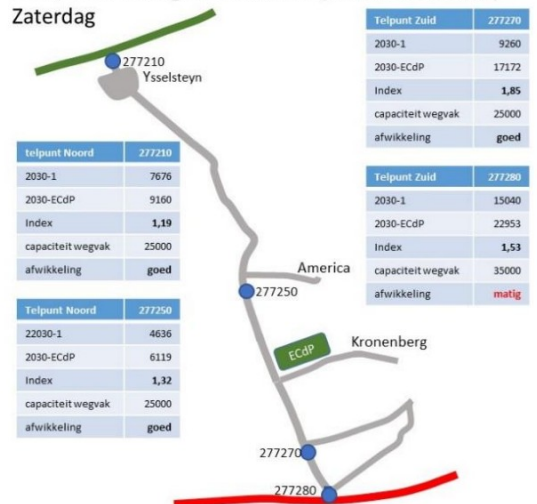 Zaterdag
277210
Ysselsteyn
Telpunt Zuid 277270
2030-1 9260
2030-ECdP 17172
Index 1,85
capaciteit wegvak 25000
afwikkeling goed
telpunt Noord 277210
2030-1 7676
2030-ECdP 9160
Index 1,19
capaciteit wegvak 25000
afwikkeling goed
Telpunt Zuid 277280
2030-1 15040
2030-ECdP 22953
Index 1,53
capaciteit wegvak 35000
afwikkeling matig
America
277250
Telpunt Noord 277250
22030-1 4636
2030-ECdP 6119
Index 1,32
capaciteit wegvak 25000
afwikkeling goed
ECdP
Kronenberg
277270
277280